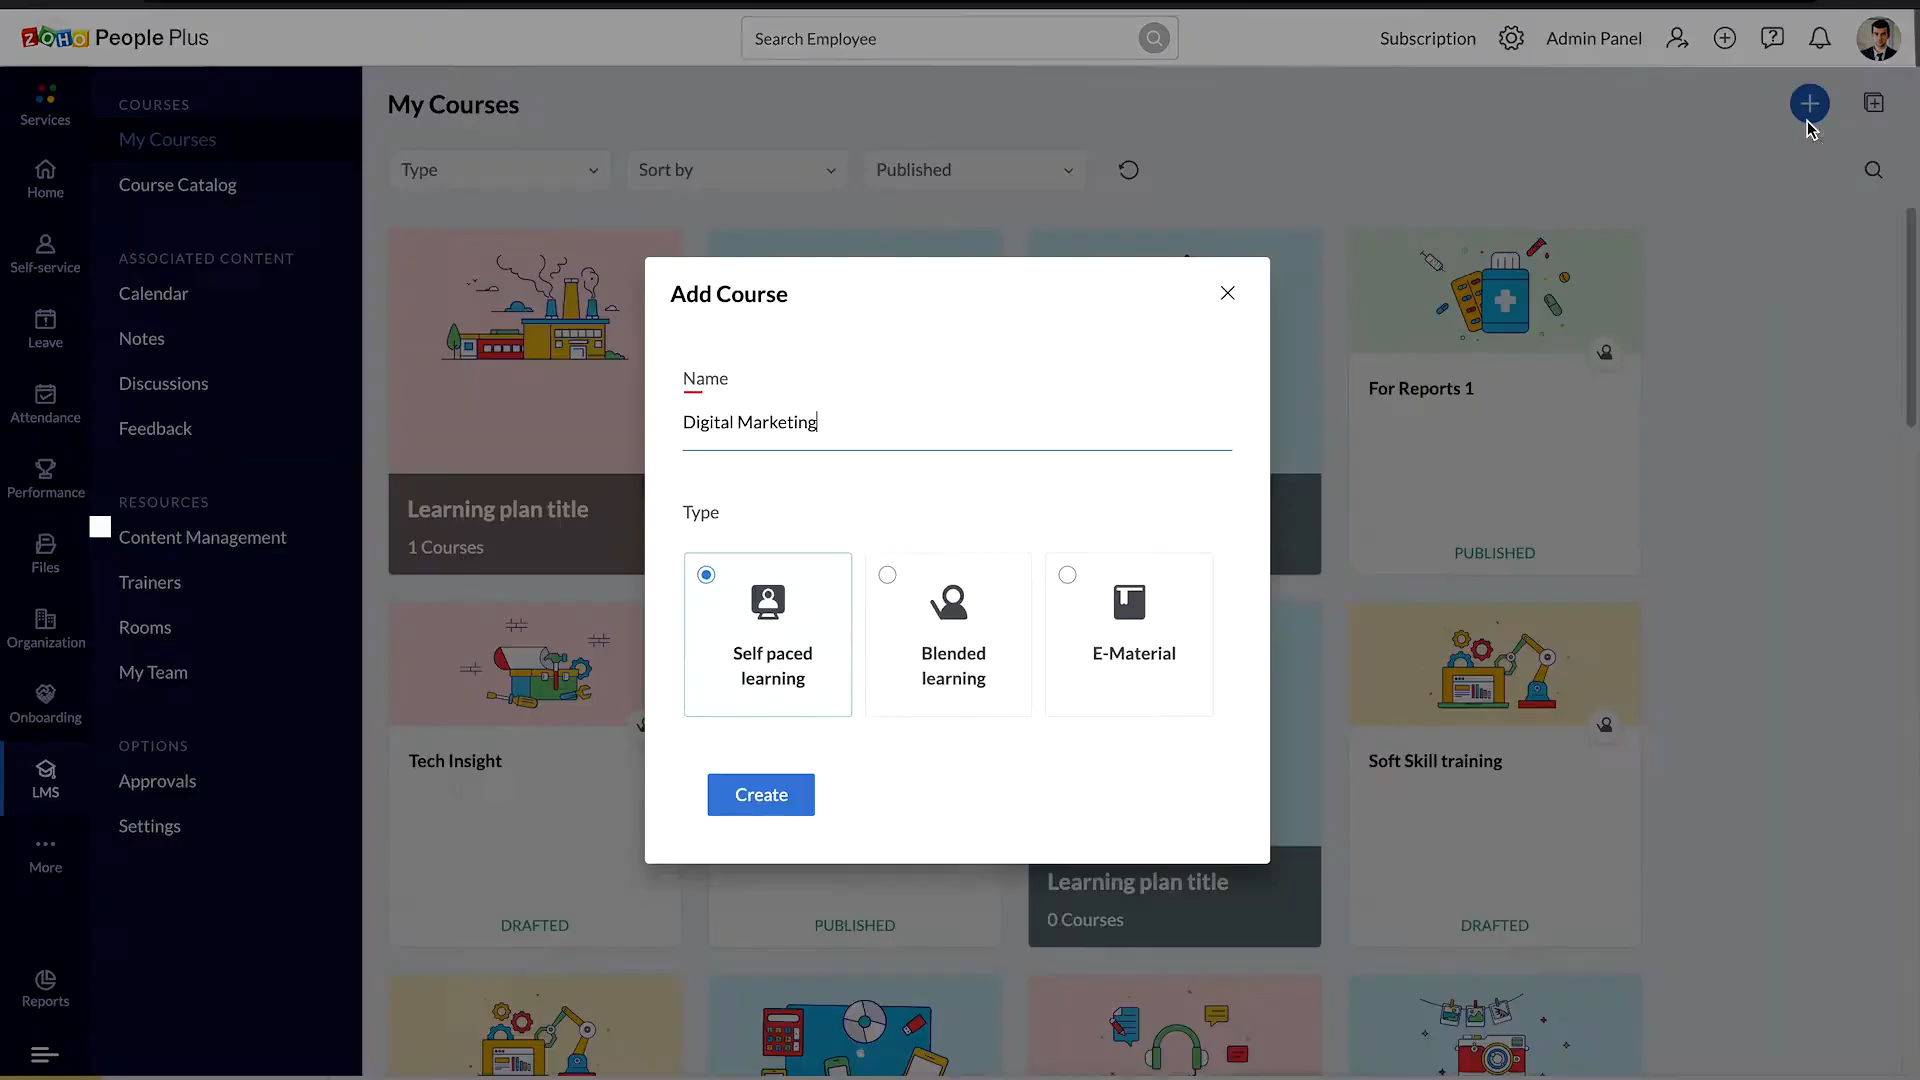 ZOHO People Plus
Search Employee
Subscription
Admin Panel
Services
Home
Self-service
Leave
Attendance
Performance
Files
Organization
Onboarding
LMS
More
Reports
COURSES
My Courses
Course Catalog
ASSOCIATED CONTENT
Calendar
Notes
Discussions
Feedback
RESOURCES
Content Management
Trainers
Rooms
My Team
OPTIONS
Approvals
Settings
My Courses
Type
Sort by
Published
Learning plan title
1 Courses
For Reports 1
PUBLISHED
Tech Insight
DRAFTED
PUBLISHED
Learning plan title
0 Courses
Soft Skill training
DRAFTED
Add Course
Name
Digital Marketing
Type
Self paced
learning
Blended
learning
E-Material
Create